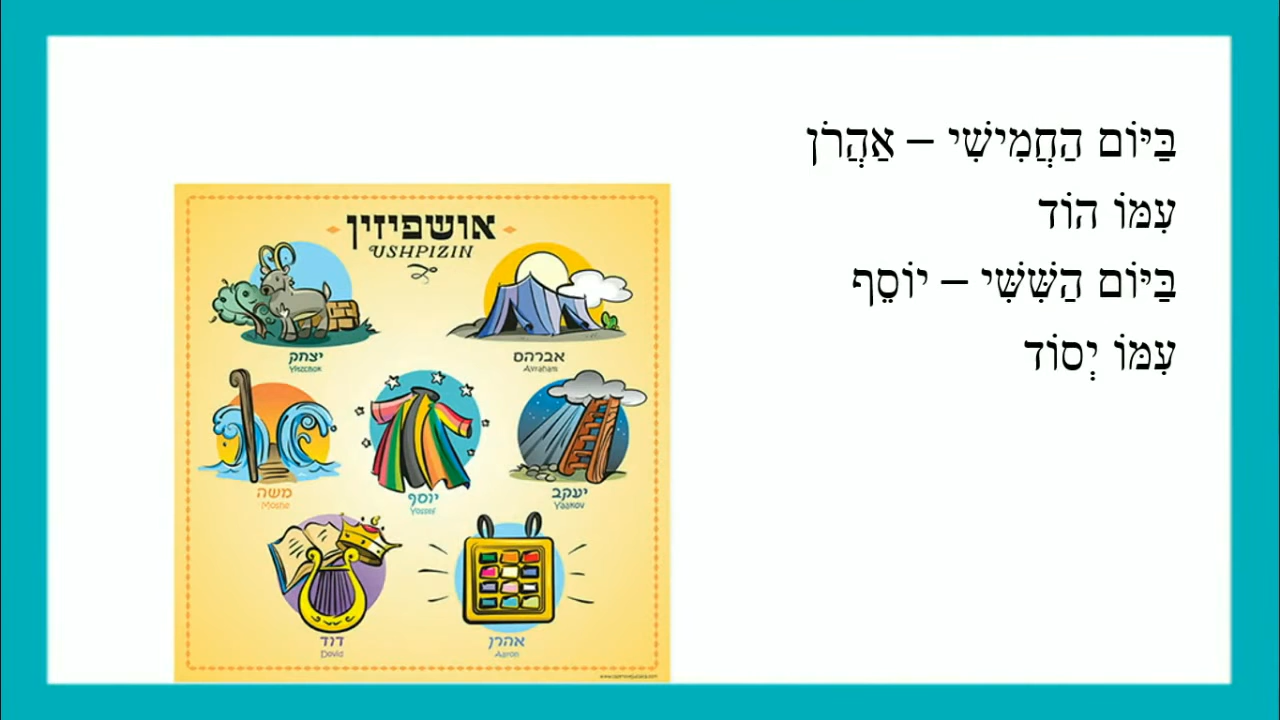 בַּיּוֹם הַחֲמִישִׁי – אַהֲרֹן
עִמּוֹ הוֹד
בַּיּוֹם הַשִּׁשִּׁי – יוֹסֵף
עִמּוֹ יְסוֹד
אושפיזין
USHPIZIN
אברהם
Avraham
יצחק
Yitzchok
יעקב
Yaakov
יוסף
Yossef
משה
Moshe
אהרן
Aaron
דוד
Dovid